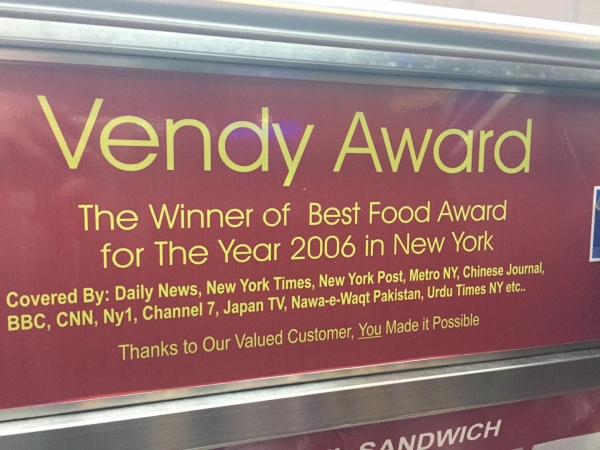 Vendy Award
The Winner of Best Food Award
for The Year 2006 in New York
Covered By: Daily News, New York Times, New York Post, Metro NY, Chinese Journal,
BBC, CNN, Ny1, Channel 7, Japan TV, Nawa-e-Waqt Pakistan, Urdu Times NY etc..
Thanks to Our Valued Customer, You Made it Possible
SANDWICH